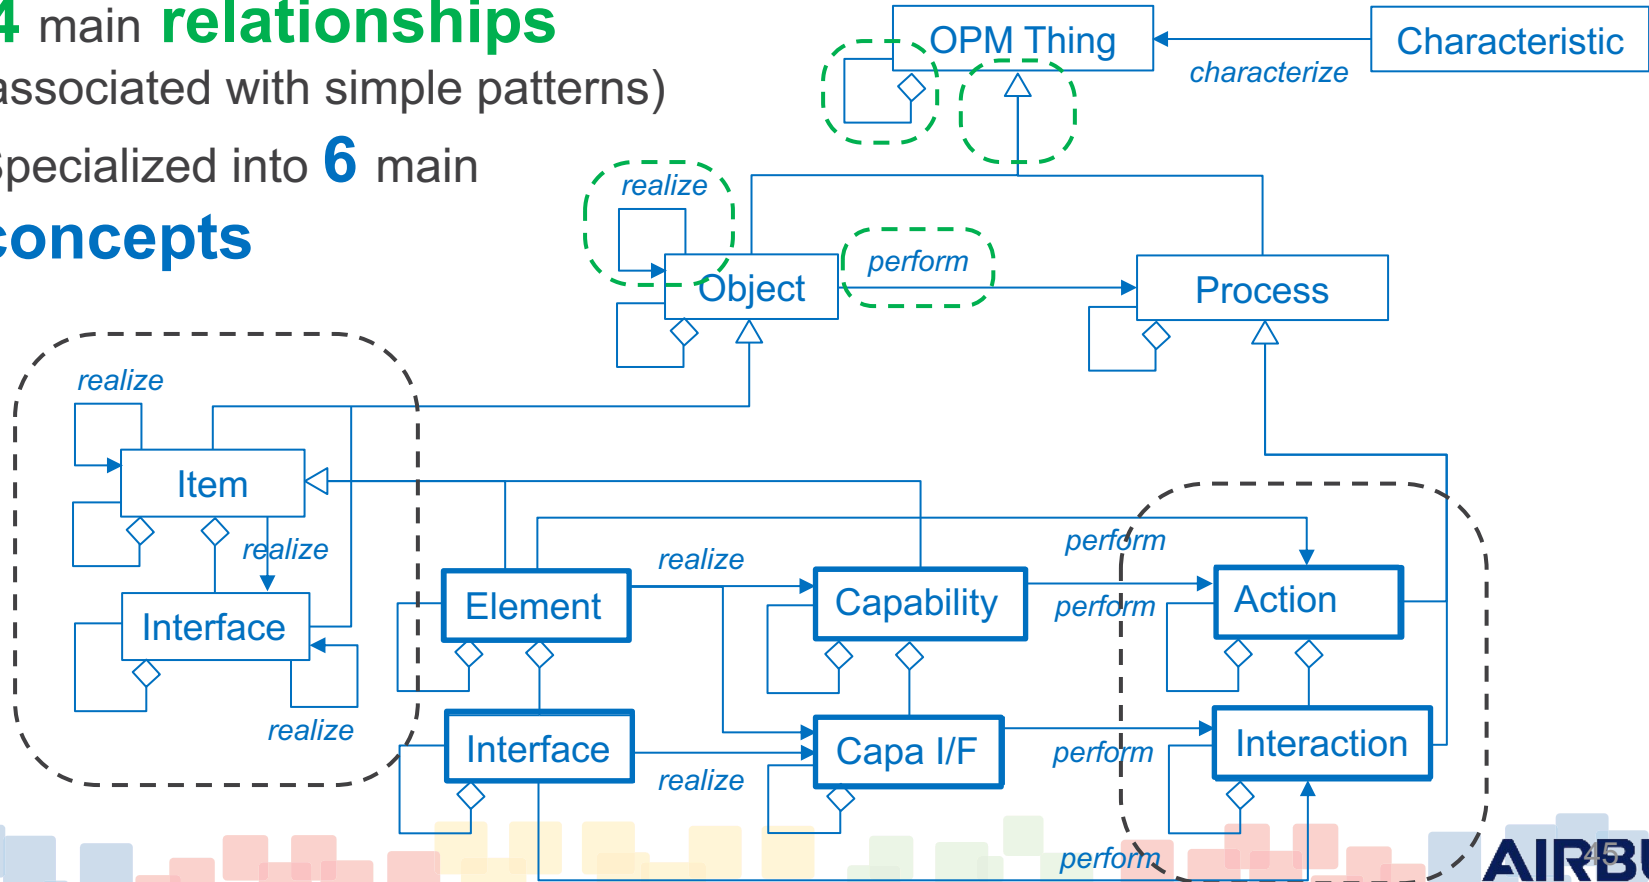 4 main relationships
associated with simple patterns)
specialized into 6 main
concepts
OPM Thing
Characteristic
characterize
realize
Object
perform
Process
realize
Item
realize
Interface
realize
Element
realize
Capability
perform
perform
Action
Interface
realize
Capa I/F
perform
Interaction
perform
AIRBU
45